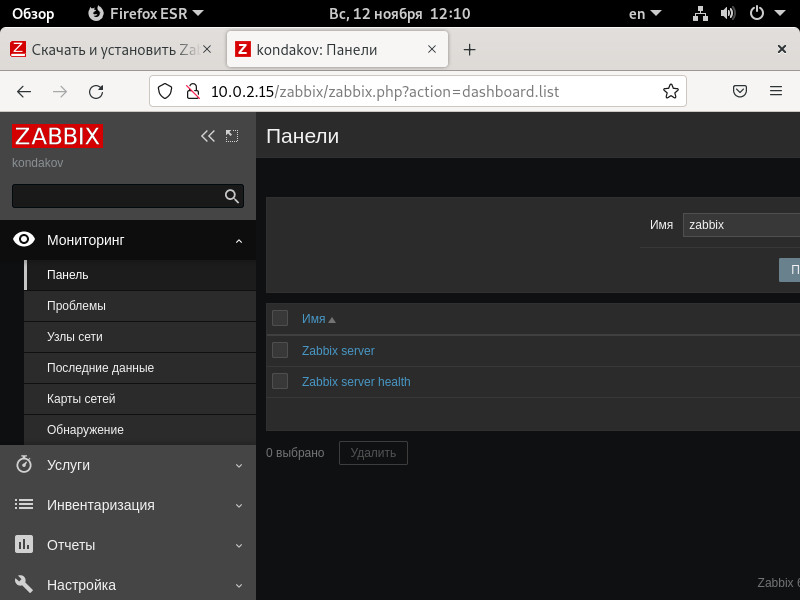 Обзор Firefox ESR Вс, 12 ноября 12:10 en
Скачать и установить Za
kondakov: Панели
10.0.2.15/zabbix/zabbix.php?action=dashboard.list
ZABBIX
kondakov
Панели
Мониторинг
Панель
Проблемы
Узлы сети
Последние данные
Карты сетей
Обнаружение
Услуги
Инвентаризация
Отчеты
Настройка
Имя zabbix
П
Имя
Zabbix server
Zabbix server health
0 выбрано Удалить
Zabbix 6